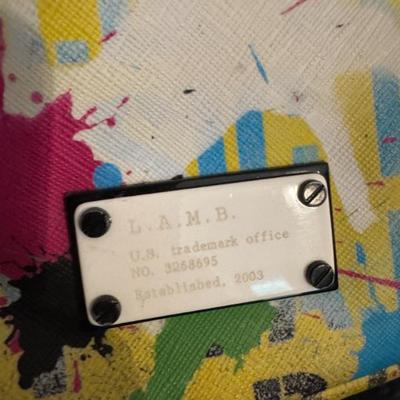 L.A.M.B.
U.S. trademark office
NO. 3268695
Established. 2003